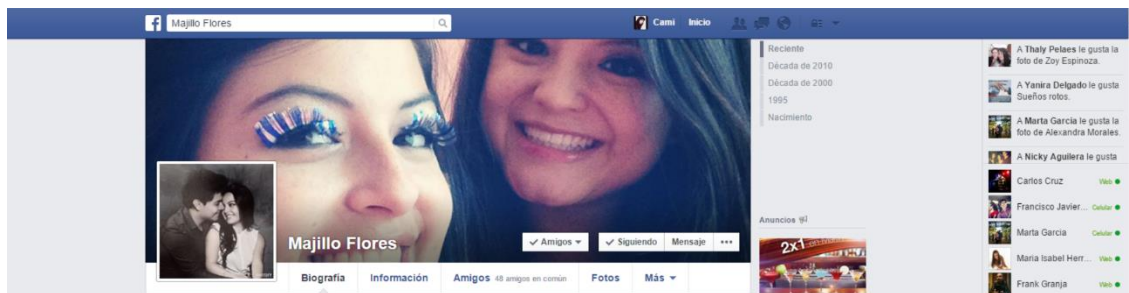 f
Majillo Flores
Cami Inicio
Majillo Flores
Amigos
Siguiendo
Mensaje
Biografía
Información
Amigos 48 amigos en común
Fotos
Más
Reciente
Década de 2010
Década de 2000
1995
Nacimiento
Anuncios
2x1
A Thaly Pelaes le gusta la
foto de Zoy Espinoza.
A Yanira Delgado le gusta
Sueños rotos.
A Marta García le gusta la
foto de Alexandra Morales.
A Nicky Aguilera le gusta
Carlos Cruz Web
Francisco Javier... Celular
Marta Garcia Celular
Maria Isabel Herr... Web
Frank Granja Web